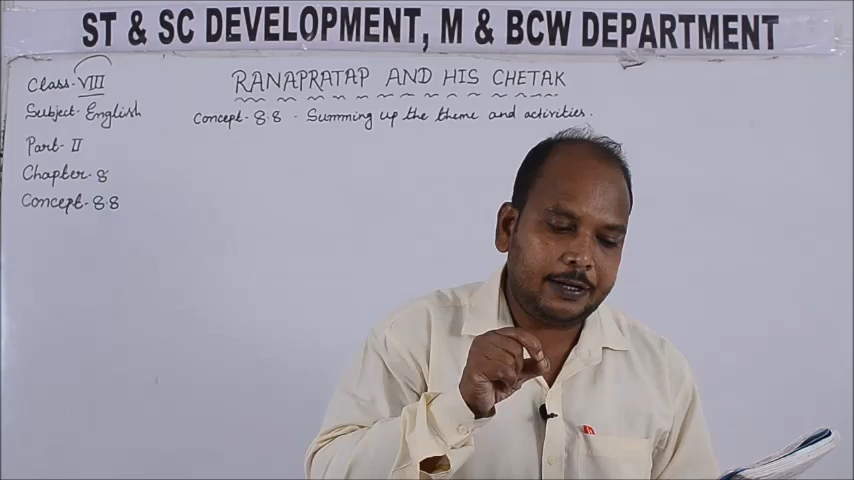 ST & SC DEVELOPMENT, M & BCW DEPARTMENT
Class-VIII
Subject-English
Part-II
Chapter-8
Concept-8.8
RANAPRATAP AND HIS CHETAK
Concept-8.8 - Summing up the theme and activities.